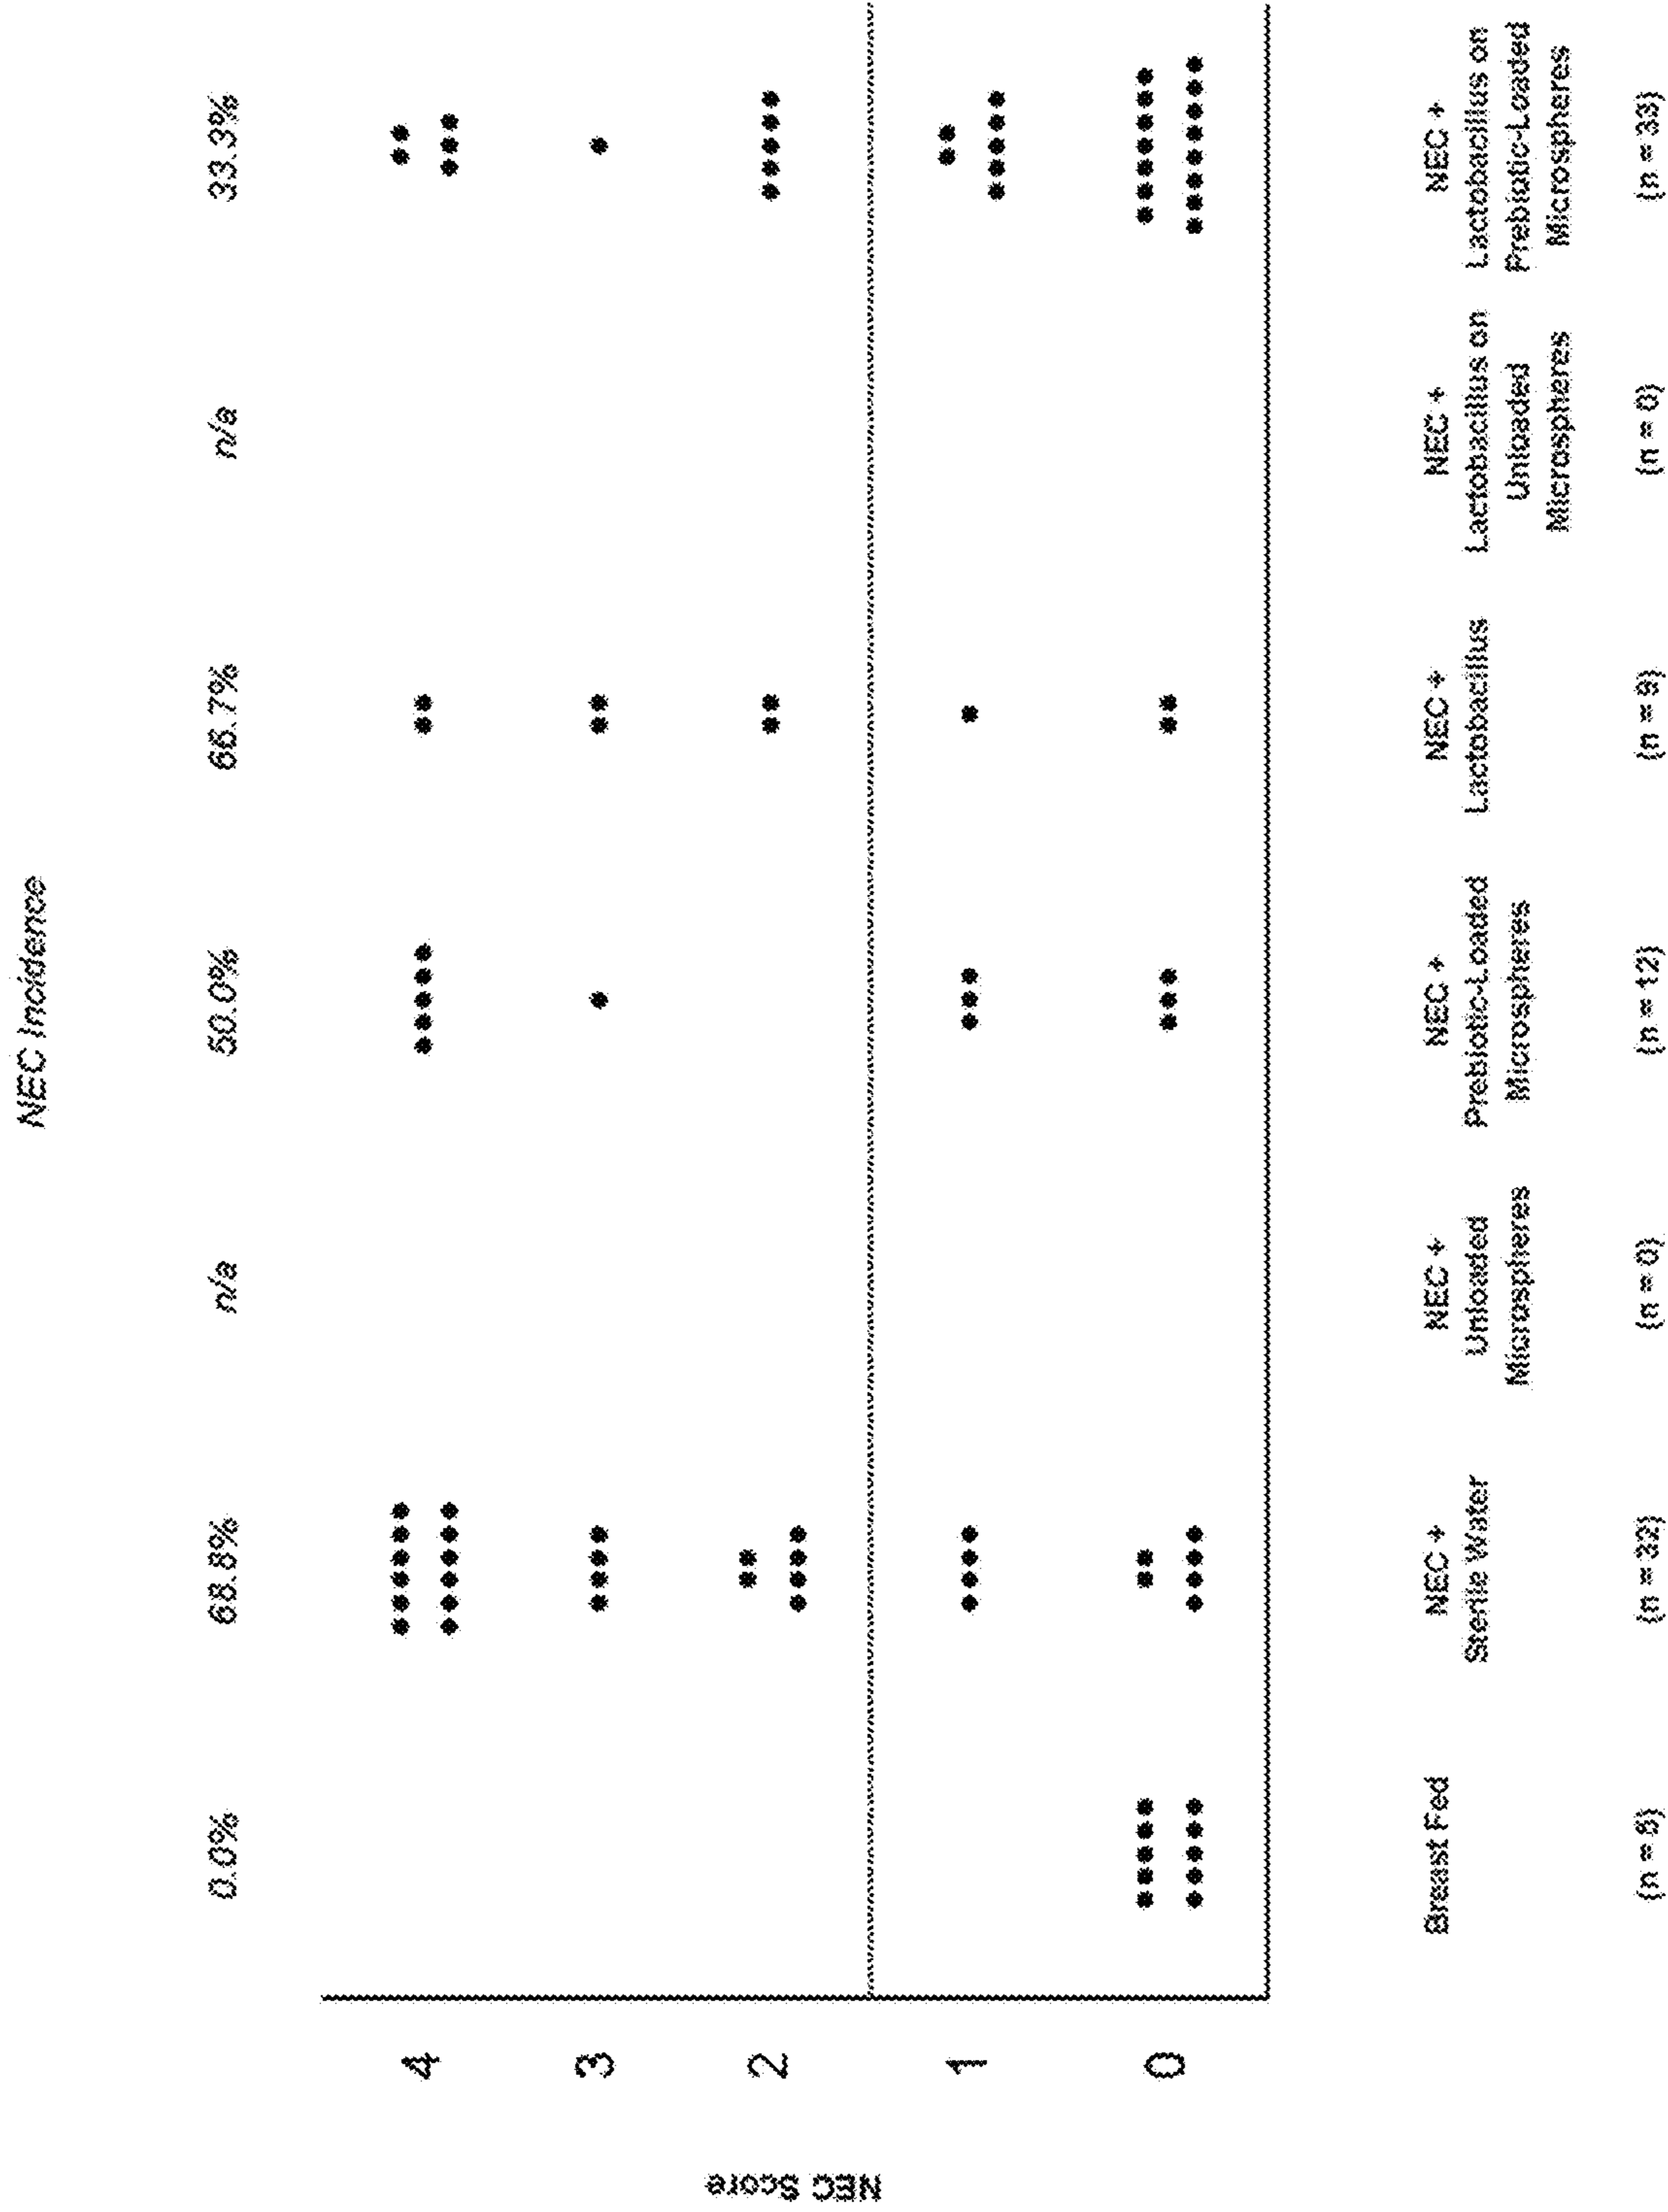 NEC Incidence
0.0% 68.8% n/a 50.0% 66.7% n/a 33.3%
NEC Score
4
3
2
1
0
Breast Fed
(n = 8)
NEC +
Sterile Water
(n = 32)
NEC +
Unloaded
Microspheres
(n = 0)
NEC +
Prebiotic-Loaded
Microspheres
(n = 12)
NEC +
Lactobacillus
(n = 9)
NEC +
Lactobacillus on
Unloaded
Microspheres
(n = 0)
NEC +
Lactobacillus on
Prebiotic-Loaded
Microspheres
(n = 33)